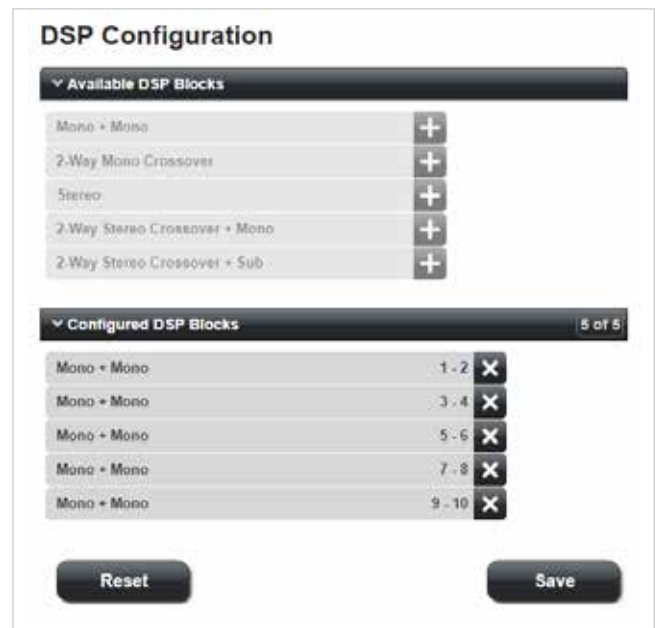 DSP Configuration
Available DSP Blocks
Mono + Mono
2-Way Mono Crossover
Stereo
2-Way Stereo Crossover + Mono
2-Way Stereo Crossover + Sub
Configured DSP Blocks 5 of 5
Mono + Mono 1 - 2
Mono + Mono 3 - 4
Mono + Mono 5 - 6
Mono + Mono 7 - 8
Mono + Mono 9 - 10
Reset Save